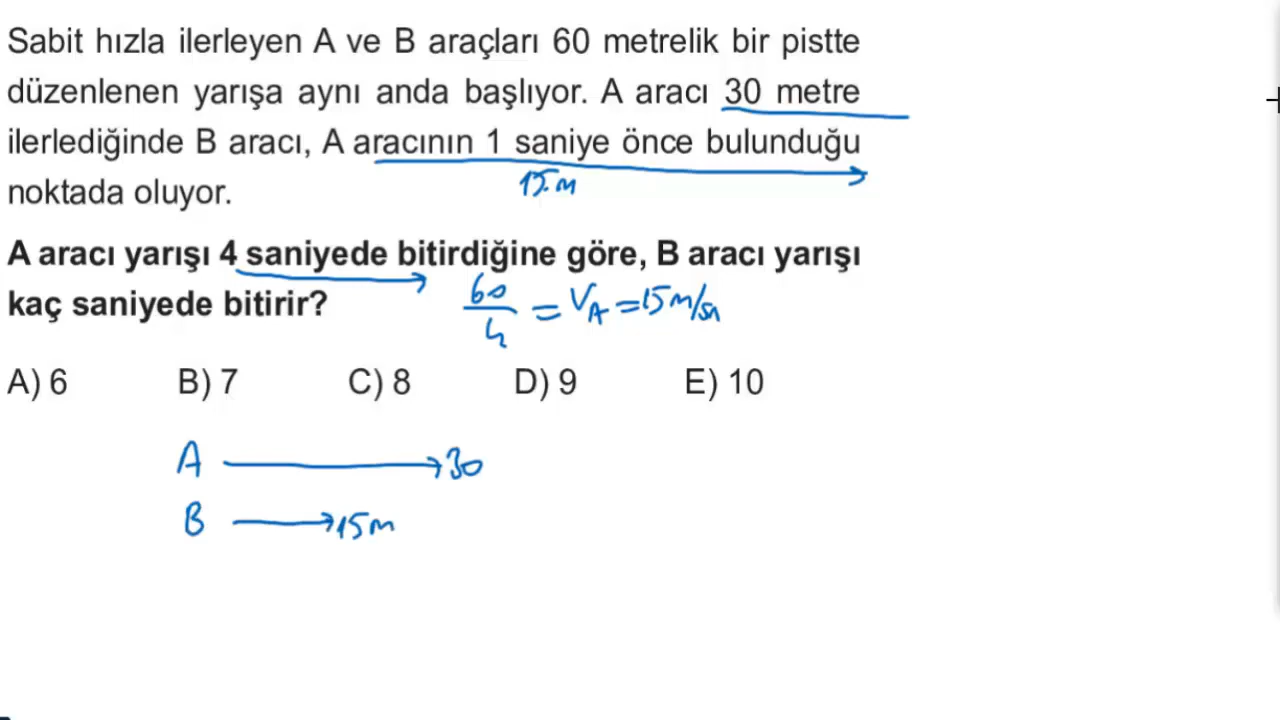 Sabit hızla ilerleyen A ve B araçları 60 metrelik bir pistte
düzenlenen yarışa aynı anda başlıyor. A aracı 30 metre
ilerlediğinde B aracı, A aracının 1 saniye önce bulunduğu
15 m
noktada oluyor.
A aracı yarışı 4 saniyede bitirdiğine göre, B aracı yarışı
kaç saniyede bitirir?
60/4 = VA = 15 m/sn
A) 6 B) 7 C) 8 D) 9 E) 10
A → 30
B → 15 m